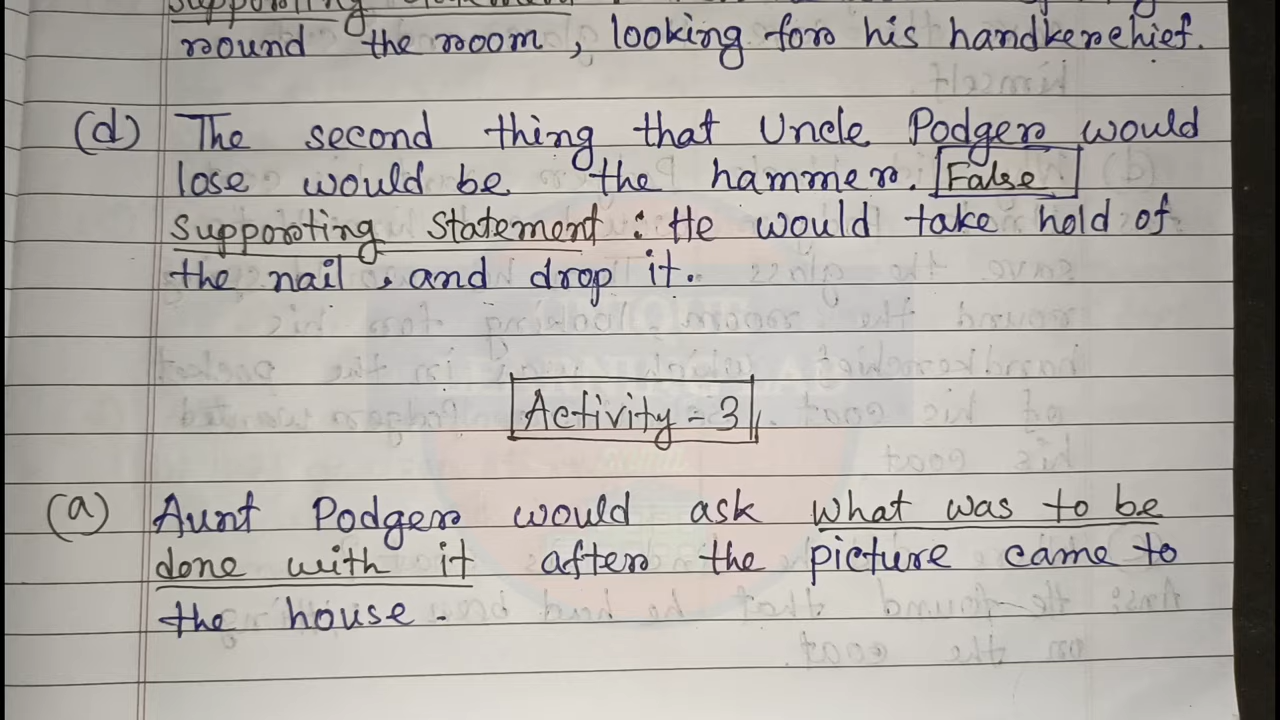 Supporting
round the room, looking for his handkerchief.
(d) The second thing that Uncle Podger would
lose would be the hammer. False
Supporting Statement : He would take hold of
the nail, and drop it.
Activity - 3
(a) Aunt Podger would ask what was to be
done with it after the picture came to
the house.